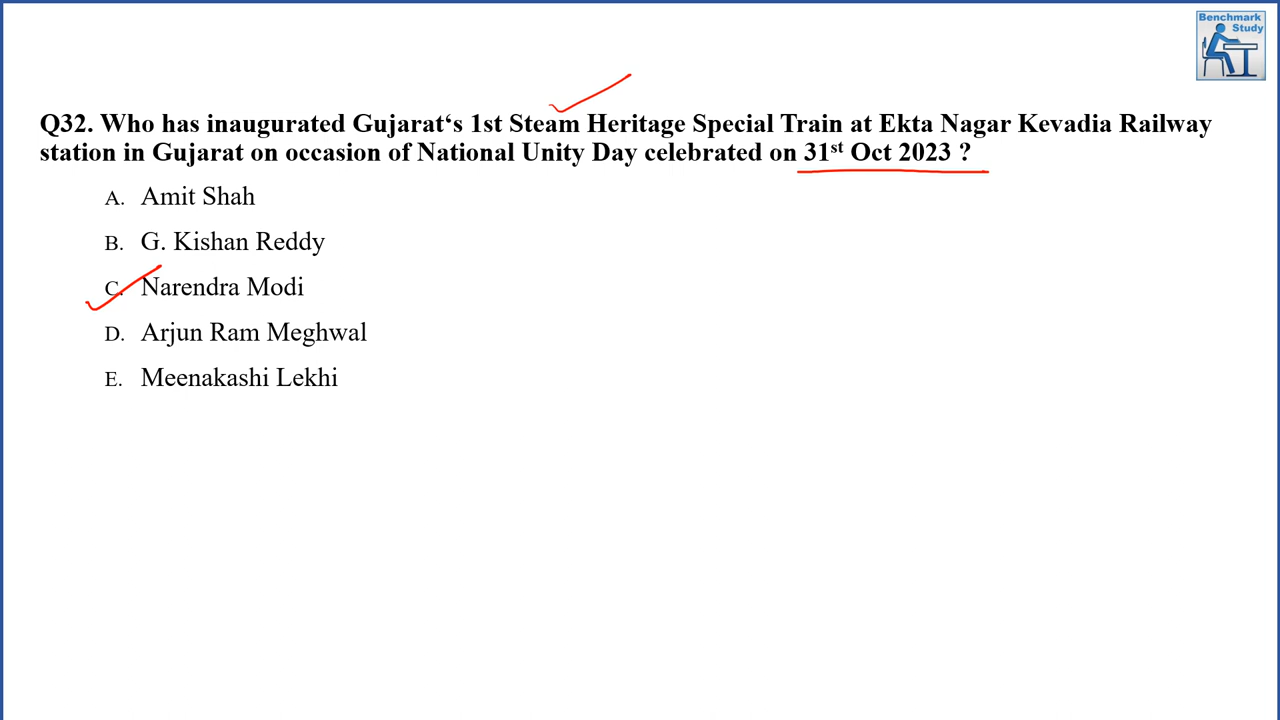 Benchmark
Study
Q32. Who has inaugurated Gujarat‘s 1st Steam Heritage Special Train at Ekta Nagar Kevadia Railway
station in Gujarat on occasion of National Unity Day celebrated on 31st Oct 2023 ?
A. Amit Shah
B. G. Kishan Reddy
C. Narendra Modi
D. Arjun Ram Meghwal
E. Meenakashi Lekhi